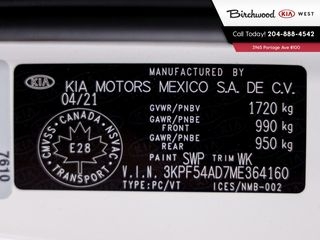 Birchwood KIA WEST
Call Today! 204-888-4542
3965 Portage Ave R100
MANUFACTURED BY
KIA KIA MOTORS MEXICO S.A. DE C.V.
04/21
GVWR/PNBV 1720 kg
GAWR/PNBE FRONT 990 kg
GAWR/PNBE REAR 950 kg
CANADA
CMVSS E28 NSVAC
TRANSPORT
PAINT SWP TRIM WK
V.I.N. 3KPF54AD7ME364160
TYPE:PC/VT ICES/NMB-002
7610